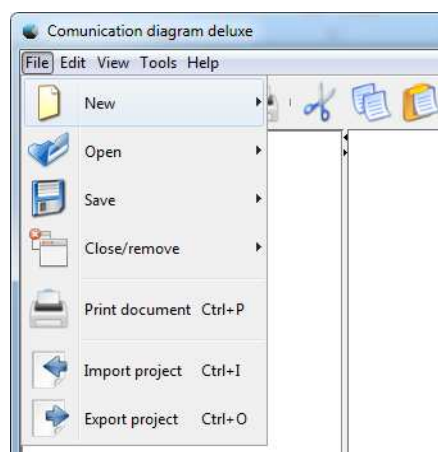 Comunication diagram deluxe
File Edit View Tools Help
New
Open
Save
Close/remove
Print document Ctrl+P
Import project Ctrl+I
Export project Ctrl+O